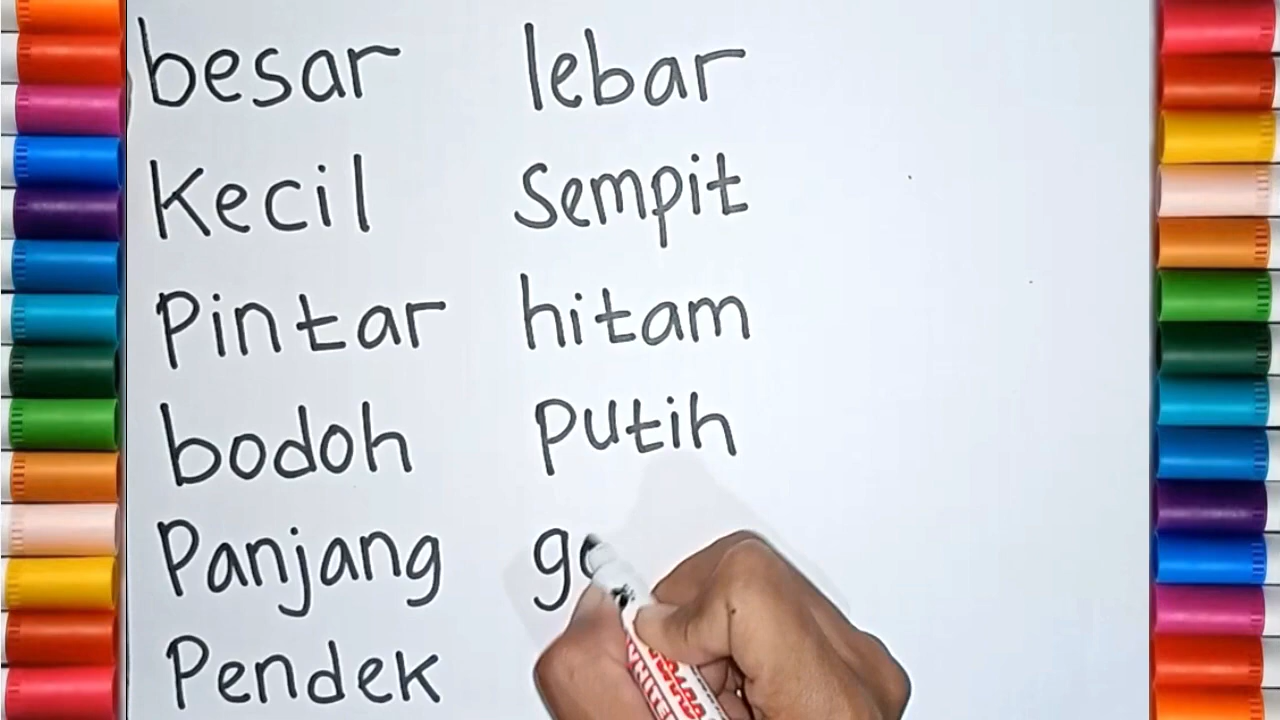 besar
Kecil
Pintar
bodoh
Panjang
Pendek
lebar
Sempit
hitam
Putih